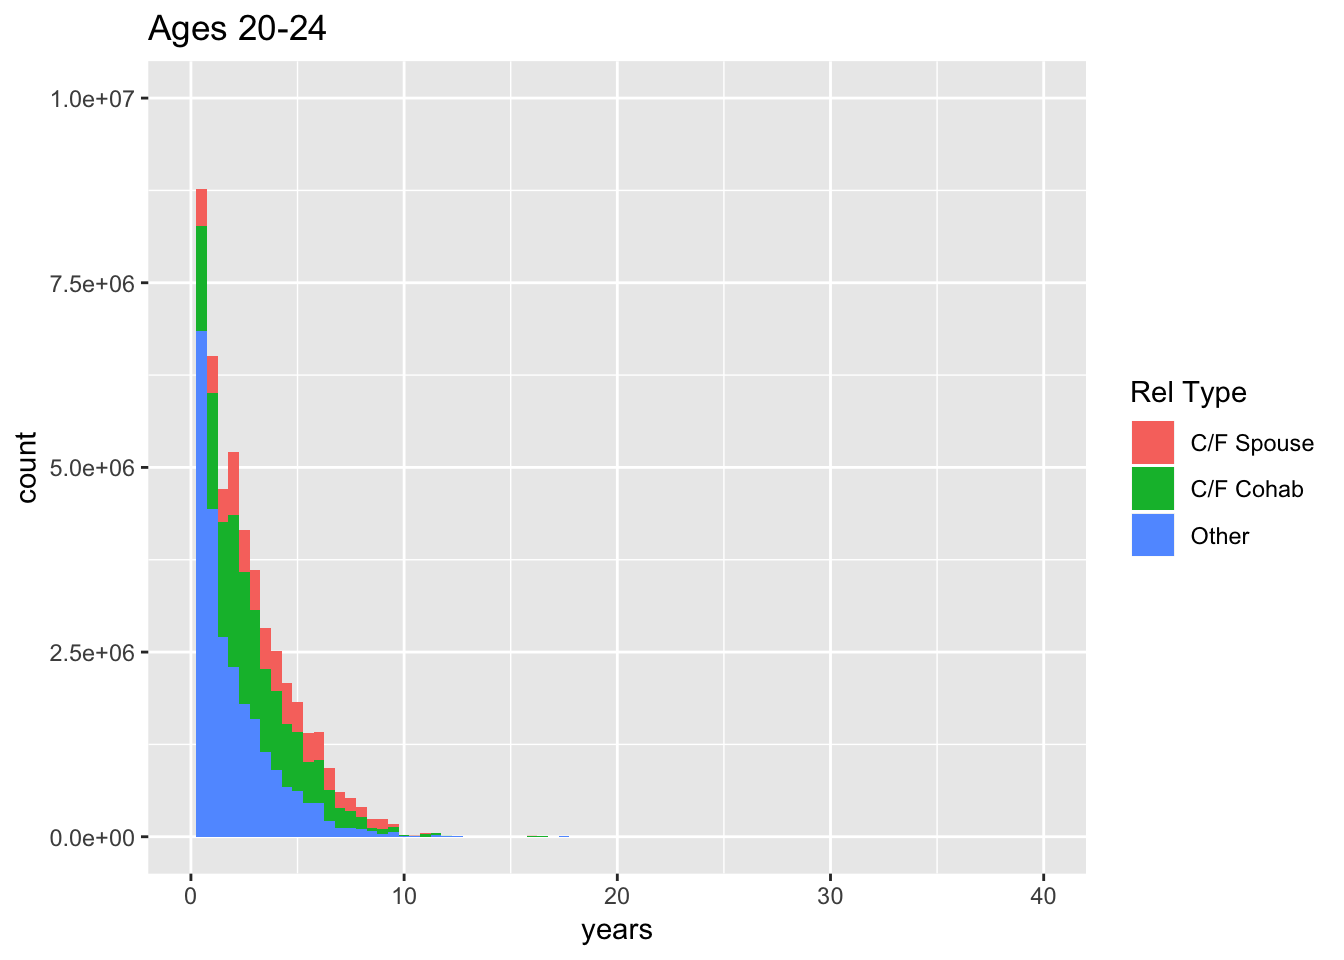 Ages 20-24
1.0e+07
7.5e+06
5.0e+06
2.5e+06
0.0e+00
count
0
10
20
30
40
years
Rel Type
C/F Spouse
C/F Cohab
Other